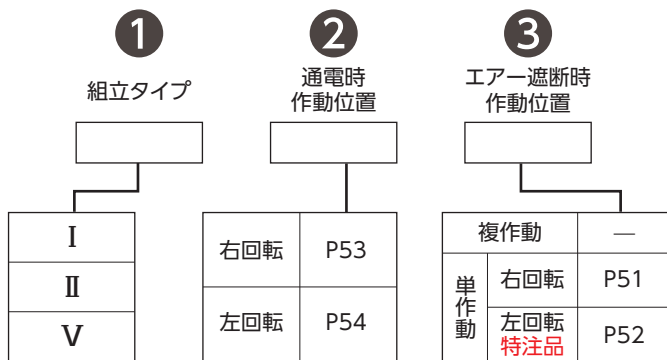 ❶ ❷ ❸
組立タイプ
通電時
作動位置
エアー遮断時
作動位置
Ⅰ
Ⅱ
Ⅴ
右回転 P53
左回転 P54
複作動 —
単作動
右回転 P51
左回転
特注品
P52